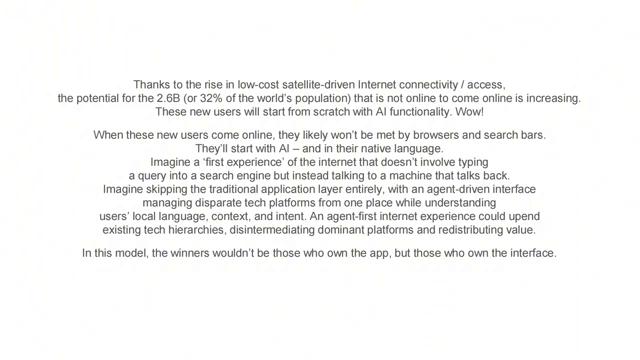 Thanks to the rise in low-cost satellite-driven Internet connectivity / access,
the potential for the 2.6B (or 32% of the world's population) that is not online to come online is increasing.
These new users will start from scratch with AI functionality. Wow!
When these new users come online, they likely won't be met by browsers and search bars.
They'll start with AI – and in their native language.
Imagine a 'first experience' of the internet that doesn't involve typing
a query into a search engine but instead talking to a machine that talks back.
Imagine skipping the traditional application layer entirely, with an agent-driven interface
managing disparate tech platforms from one place while understanding
users' local language, context, and intent. An agent-first internet experience could upend
existing tech hierarchies, disintermediating dominant platforms and redistributing value.
In this model, the winners wouldn't be those who own the app, but those who own the interface.